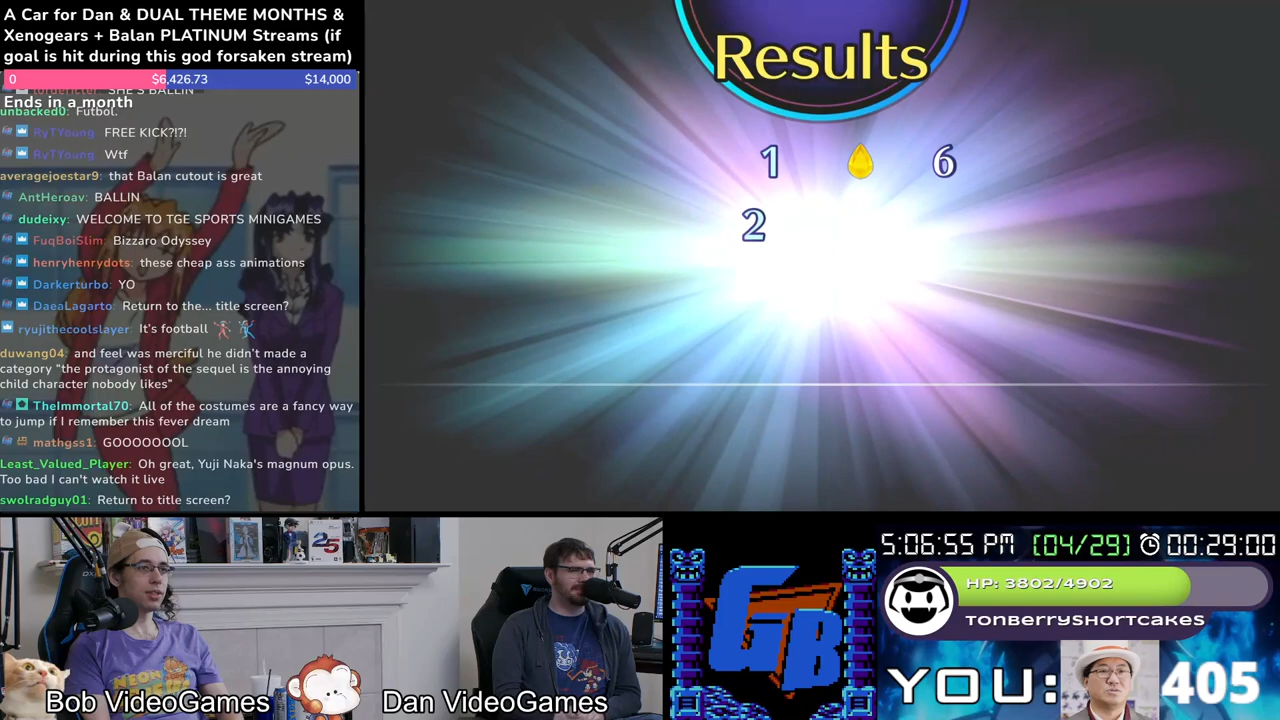 A Car for Dan & DUAL THEME MONTHS &
Xenogears + Balan PLATINUM Streams (if
goal is hit during this god forsaken stream)
0 $6,426.73 $14,000
SHE'S BALLIN
Ends in a month
unbacked0: Futbol.
RyTYoung: FREE KICK?!?!
RyTYoung: Wtf
averagejoestar9: that Balan cutout is great
AntHeroav: BALLIN
dudeixy: WELCOME TO TGE SPORTS MINIGAMES
FuqBoiSlim: Bizzaro Odyssey
henryhenrydots: these cheap ass animations
Darkerturbo: YO
DaeaLagarto: Return to the... title screen?
ryujithecoolslayer: It's football
duwang04: and feel was merciful he didn't made a
category "the protagonist of the sequel is the annoying
child character nobody likes"
TheImmortal70: All of the costumes are a fancy way
to jump if I remember this fever dream
mathgss1: GOOOOOOOL
Least_Valued_Player: Oh great, Yuji Naka's magnum opus.
Too bad I can't watch it live
swolradguy01: Return to title screen?
Results
1 6
2
NEON
25
Bob VideoGames
Dan VideoGames
GB
5:06:55 PM [04/29] 00:29:00
HP: 3802/4902
TonBerryShortcakes
YOU: 405